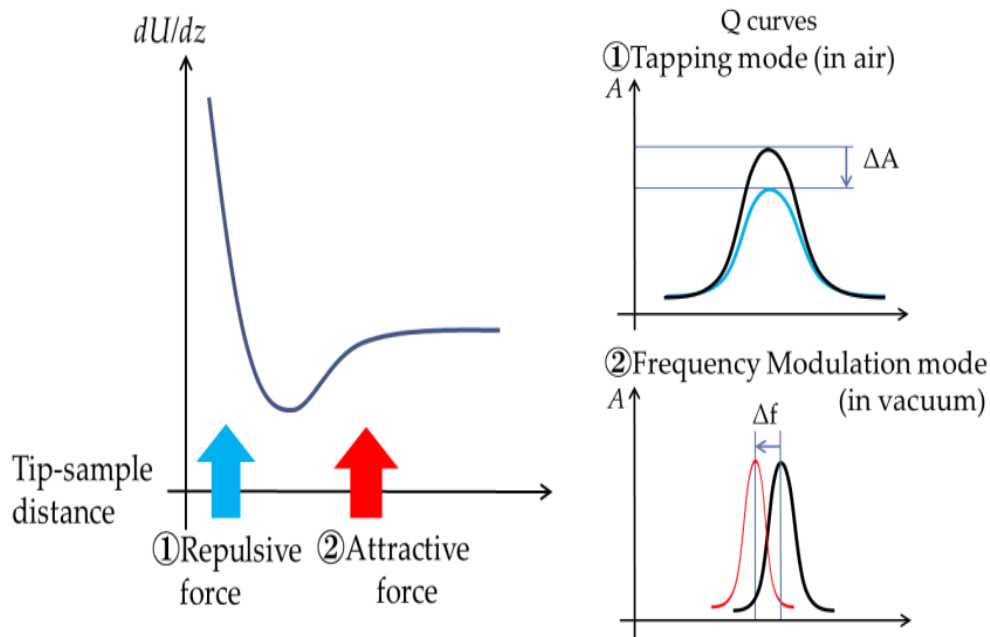 dU/dz
Tip-sample
distance
①Repulsive
force
②Attractive
force
Q curves
①Tapping mode (in air)
A
ΔA
②Frequency Modulation mode
(in vacuum)
A
Δf